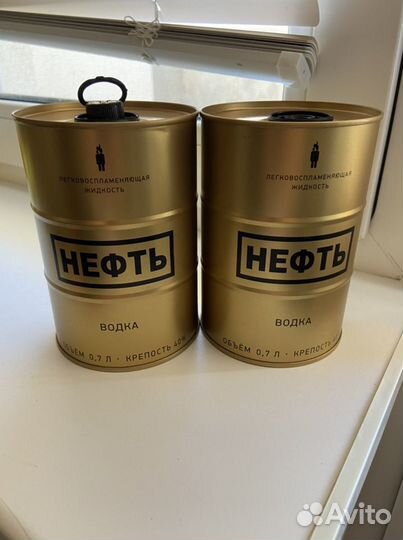 ЛЕГКОВОСПЛАМЕНЯЮЩАЯ
ЖИДКОСТЬ
НЕФТЬ
ВОДКА
ОБЪЁМ 0,7 Л · КРЕПОСТЬ 40%
ЛЕГКОВОСПЛАМЕНЯЮЩАЯ
ЖИДКОСТЬ
НЕФТЬ
ВОДКА
ОБЪЁМ 0,7 Л · КРЕПОСТЬ
Avito